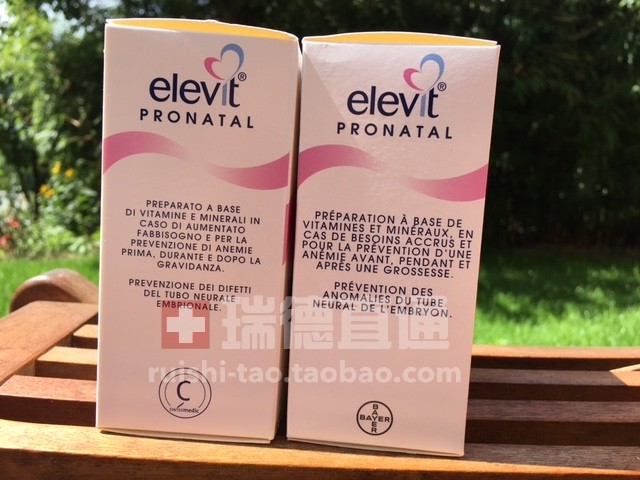 elevit®
PRONATAL
PREPARATO A BASE
DI VITAMINE E MINERALI IN
CASO DI AUMENTATO
FABBISOGNO E PER LA
PREVENZIONE DI ANEMIE
PRIMA, DURANTE E DOPO LA
GRAVIDANZA.
PREVENZIONE DEI DIFETTI
DEL TUBO NEURALE
EMBRIONALE.
C
swissmedic
elevit®
PRONATAL
PRÉPARATION À BASE DE
VITAMINES ET MINÉRAUX, EN
CAS DE BESOINS ACCRUS ET
POUR LA PRÉVENTION D'UNE
ANÉMIE AVANT, PENDANT ET
APRÈS UNE GROSSESSE.
PRÉVENTION DES
ANOMALIES DU TUBE
NEURAL DE L'EMBRYON.
BAYER
BAYER
瑞德直通
ruishi-tao.taobao.com